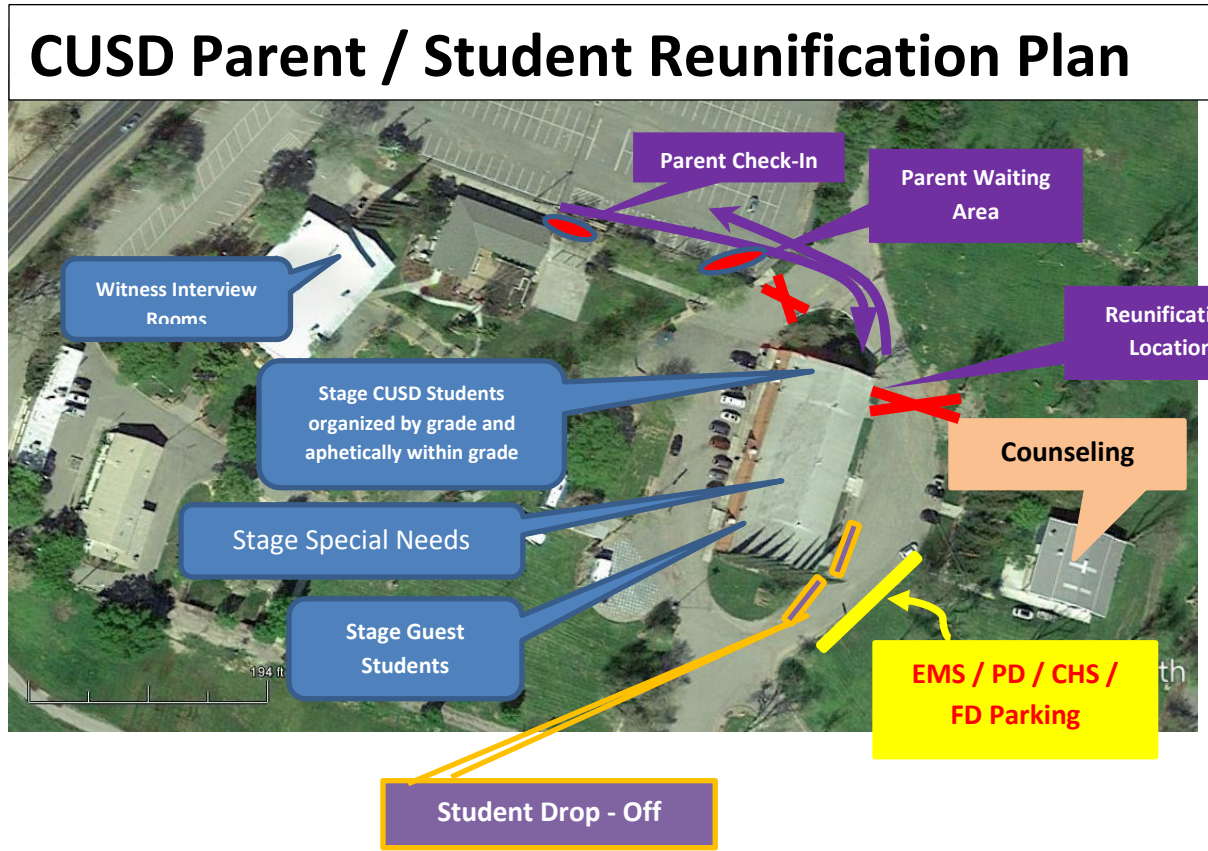 CUSD Parent / Student Reunification Plan
Parent Check-In
Parent Waiting
Area
Witness Interview
Rooms
Reunificati
Location
Stage CUSD Students
organized by grade and
aphetically within grade
Counseling
Stage Special Needs
Stage Guest
Students
194 ft
EMS / PD / CHS /
FD Parking
th
Student Drop - Off